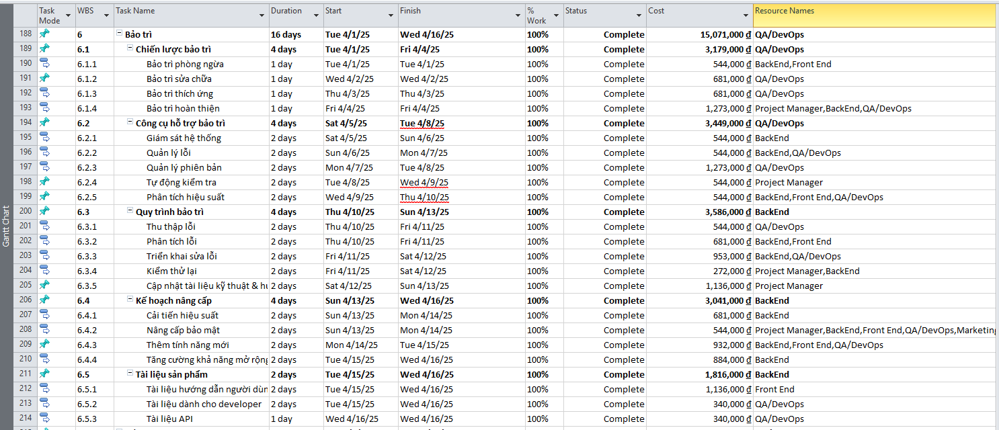 Task Mode WBS Task Name Duration Start Finish % Work Status Cost Resource Names
188 6 Bảo trì 16 days Tue 4/1/25 Wed 4/16/25 100% Complete 15,071,000 ₫ QA/DevOps
189 6.1 Chiến lược bảo trì 4 days Tue 4/1/25 Fri 4/4/25 100% Complete 3,179,000 ₫ QA/DevOps
190 6.1.1 Bảo trì phòng ngừa 1 day Tue 4/1/25 Tue 4/1/25 100% Complete 544,000 ₫ BackEnd,Front End
191 6.1.2 Bảo trì sửa chữa 1 day Wed 4/2/25 Wed 4/2/25 100% Complete 681,000 ₫ QA/DevOps
192 6.1.3 Bảo trì thích ứng 1 day Thu 4/3/25 Thu 4/3/25 100% Complete 681,000 ₫ QA/DevOps
193 6.1.4 Bảo trì hoàn thiện 1 day Fri 4/4/25 Fri 4/4/25 100% Complete 1,273,000 ₫ Project Manager,BackEnd,QA/DevOps
194 6.2 Công cụ hỗ trợ bảo trì 4 days Sat 4/5/25 Tue 4/8/25 100% Complete 3,449,000 ₫ QA/DevOps
195 6.2.1 Giám sát hệ thống 2 days Sat 4/5/25 Sun 4/6/25 100% Complete 544,000 ₫ BackEnd
196 6.2.2 Quản lý lỗi 2 days Sun 4/6/25 Mon 4/7/25 100% Complete 544,000 ₫ BackEnd,QA/DevOps
197 6.2.3 Quản lý phiên bản 2 days Mon 4/7/25 Tue 4/8/25 100% Complete 1,273,000 ₫ QA/DevOps
198 6.2.4 Tự động kiểm tra 2 days Tue 4/8/25 Wed 4/9/25 100% Complete 544,000 ₫ Project Manager
199 6.2.5 Phân tích hiệu suất 2 days Wed 4/9/25 Thu 4/10/25 100% Complete 544,000 ₫ BackEnd,Front End,QA/DevOps
200 6.3 Quy trình bảo trì 4 days Thu 4/10/25 Sun 4/13/25 100% Complete 3,586,000 ₫ BackEnd
201 6.3.1 Thu thập lỗi 2 days Thu 4/10/25 Fri 4/11/25 100% Complete 544,000 ₫ QA/DevOps
202 6.3.2 Phân tích lỗi 2 days Thu 4/10/25 Fri 4/11/25 100% Complete 681,000 ₫ BackEnd,Front End
203 6.3.3 Triển khai sửa lỗi 2 days Fri 4/11/25 Sat 4/12/25 100% Complete 953,000 ₫ BackEnd,QA/DevOps
204 6.3.4 Kiểm thử lại 2 days Fri 4/11/25 Sat 4/12/25 100% Complete 272,000 ₫ Project Manager,BackEnd
205 6.3.5 Cập nhật tài liệu kỹ thuật & 2 days Sat 4/12/25 Sun 4/13/25 100% Complete 1,136,000 ₫ Project Manager
206 6.4 Kế hoạch nâng cấp 4 days Sun 4/13/25 Wed 4/16/25 100% Complete 3,041,000 ₫ BackEnd
207 6.4.1 Cải tiến hiệu suất 2 days Sun 4/13/25 Mon 4/14/25 100% Complete 681,000 ₫ BackEnd
208 6.4.2 Nâng cấp bảo mật 2 days Sun 4/13/25 Mon 4/14/25 100% Complete 544,000 ₫ Project Manager,BackEnd,Front End,QA/DevOps,Marketing
209 6.4.3 Thêm tính năng mới 2 days Mon 4/14/25 Tue 4/15/25 100% Complete 932,000 ₫ BackEnd,Front End,QA/DevOps
210 6.4.4 Tăng cường khả năng mở rộng 2 days Tue 4/15/25 Wed 4/16/25 100% Complete 884,000 ₫ BackEnd
211 6.5 Tài liệu sản phẩm 2 days Tue 4/15/25 Wed 4/16/25 100% Complete 1,816,000 ₫ BackEnd
212 6.5.1 Tài liệu hướng dẫn người dùn 2 days Tue 4/15/25 Wed 4/16/25 100% Complete 1,136,000 ₫ Front End
213 6.5.2 Tài liệu dành cho developer 2 days Tue 4/15/25 Wed 4/16/25 100% Complete 340,000 ₫ QA/DevOps
214 6.5.3 Tài liệu API 1 day Wed 4/16/25 Wed 4/16/25 100% Complete 340,000 ₫ QA/DevOps
Gantt Chart